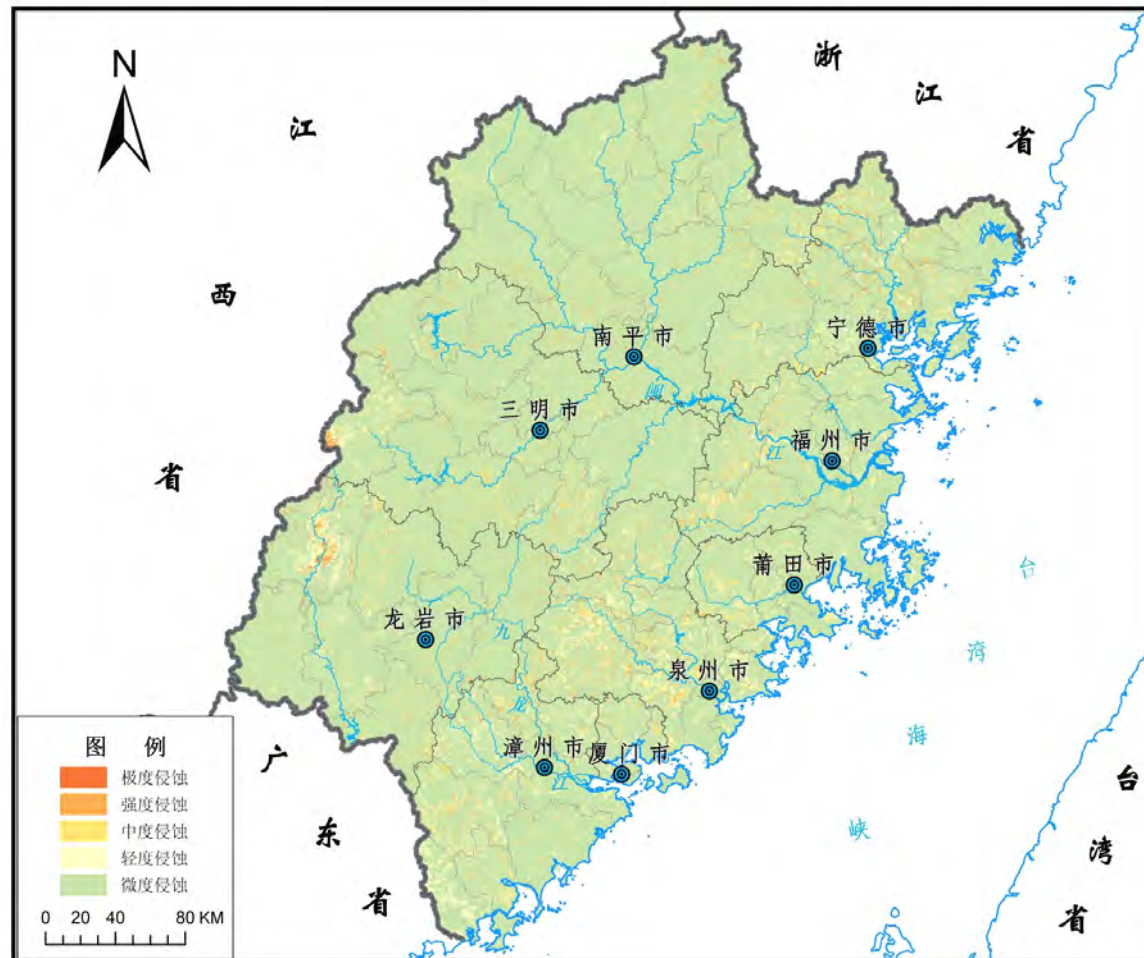 N
浙江省
江西省
南平市
宁德市
闽江
三明市
福州市
莆田市
龙岩市
九龙江
泉州市
漳州市
厦门市
台湾海峡
广东省
台湾省
图 例
极度侵蚀
强度侵蚀
中度侵蚀
轻度侵蚀
微度侵蚀
0 20 40 80 KM